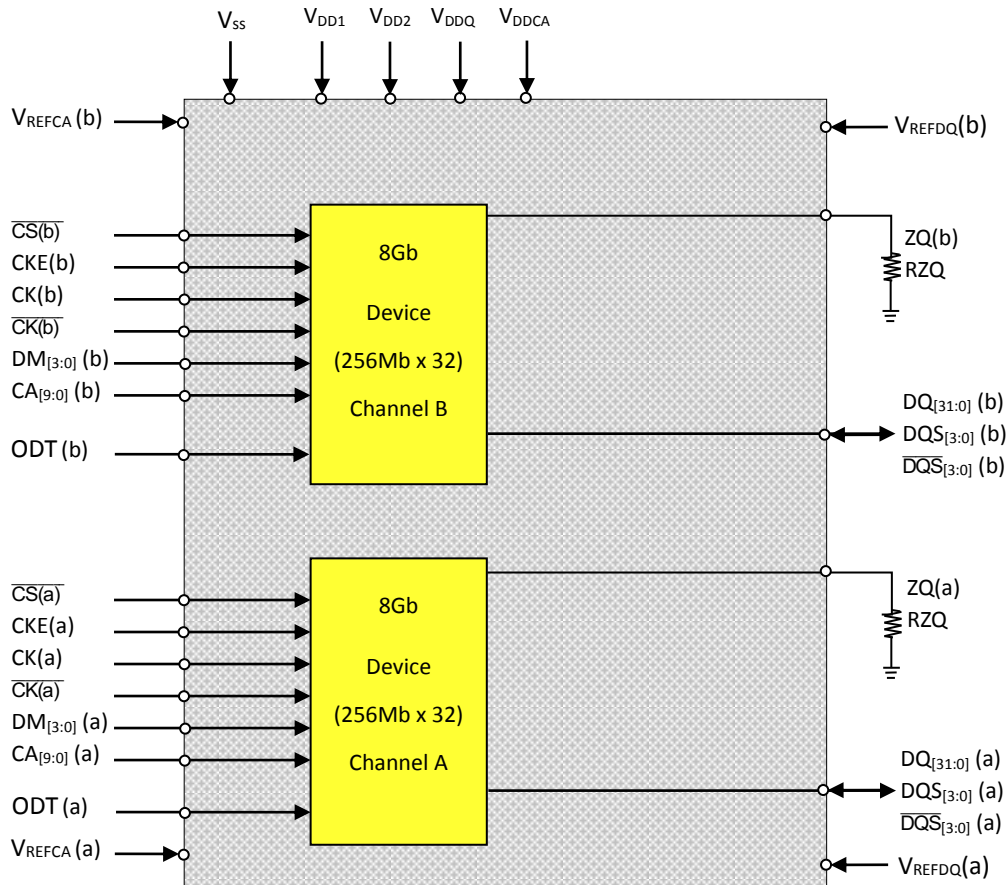 Vss VDD1 VDD2 VDDQ VDDCA
VREFCA (b)
VREFDQ(b)
CS(b)
CKE(b)
CK(b)
CK(b)
DM[3:0] (b)
CA[9:0] (b)
ODT (b)
8Gb
Device
(256Mb x 32)
Channel B
ZQ(b)
RZQ
DQ[31:0] (b)
DQS[3:0] (b)
DQS[3:0] (b)
CS(a)
CKE(a)
CK(a)
CK(a)
DM[3:0] (a)
CA[9:0] (a)
ODT (a)
VREFCA (a)
8Gb
Device
(256Mb x 32)
Channel A
ZQ(a)
RZQ
DQ[31:0] (a)
DQS[3:0] (a)
DQS[3:0] (a)
VREFDQ(a)